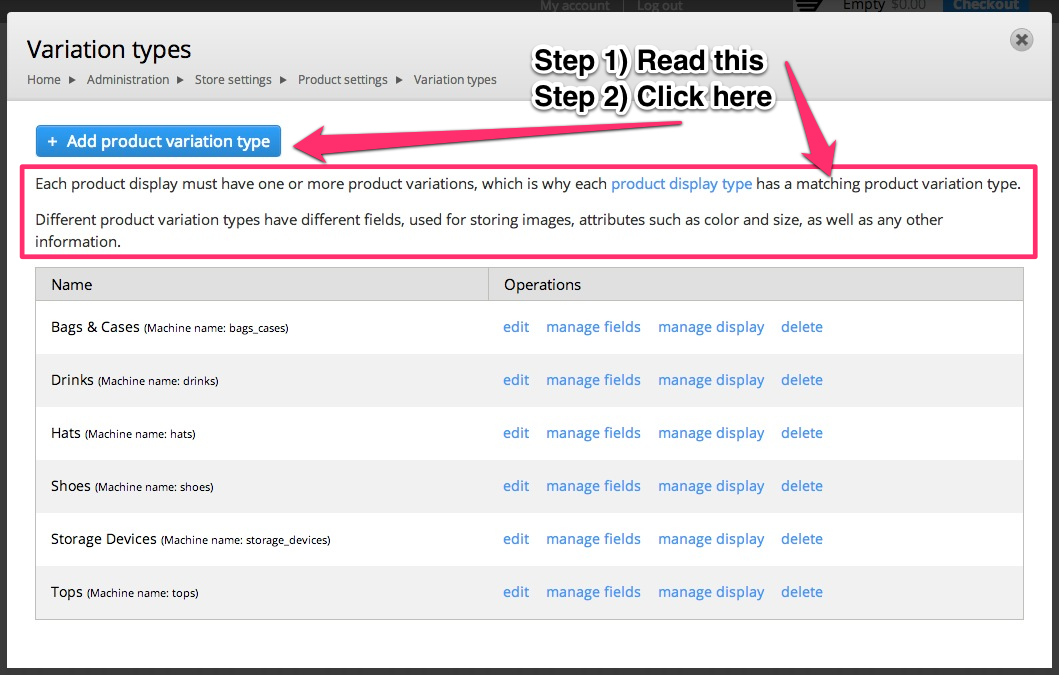 My account Log out Empty $0.00 Checkout
Variation types
Home ▶ Administration ▶ Store settings ▶ Product settings ▶ Variation types
Step 1) Read this
Step 2) Click here
+ Add product variation type
Each product display must have one or more product variations, which is why each product display type has a matching product variation type.
Different product variation types have different fields, used for storing images, attributes such as color and size, as well as any other
information.
Name Operations
Bags & Cases (Machine name: bags_cases) edit manage fields manage display delete
Drinks (Machine name: drinks) edit manage fields manage display delete
Hats (Machine name: hats) edit manage fields manage display delete
Shoes (Machine name: shoes) edit manage fields manage display delete
Storage Devices (Machine name: storage_devices) edit manage fields manage display delete
Tops (Machine name: tops) edit manage fields manage display delete